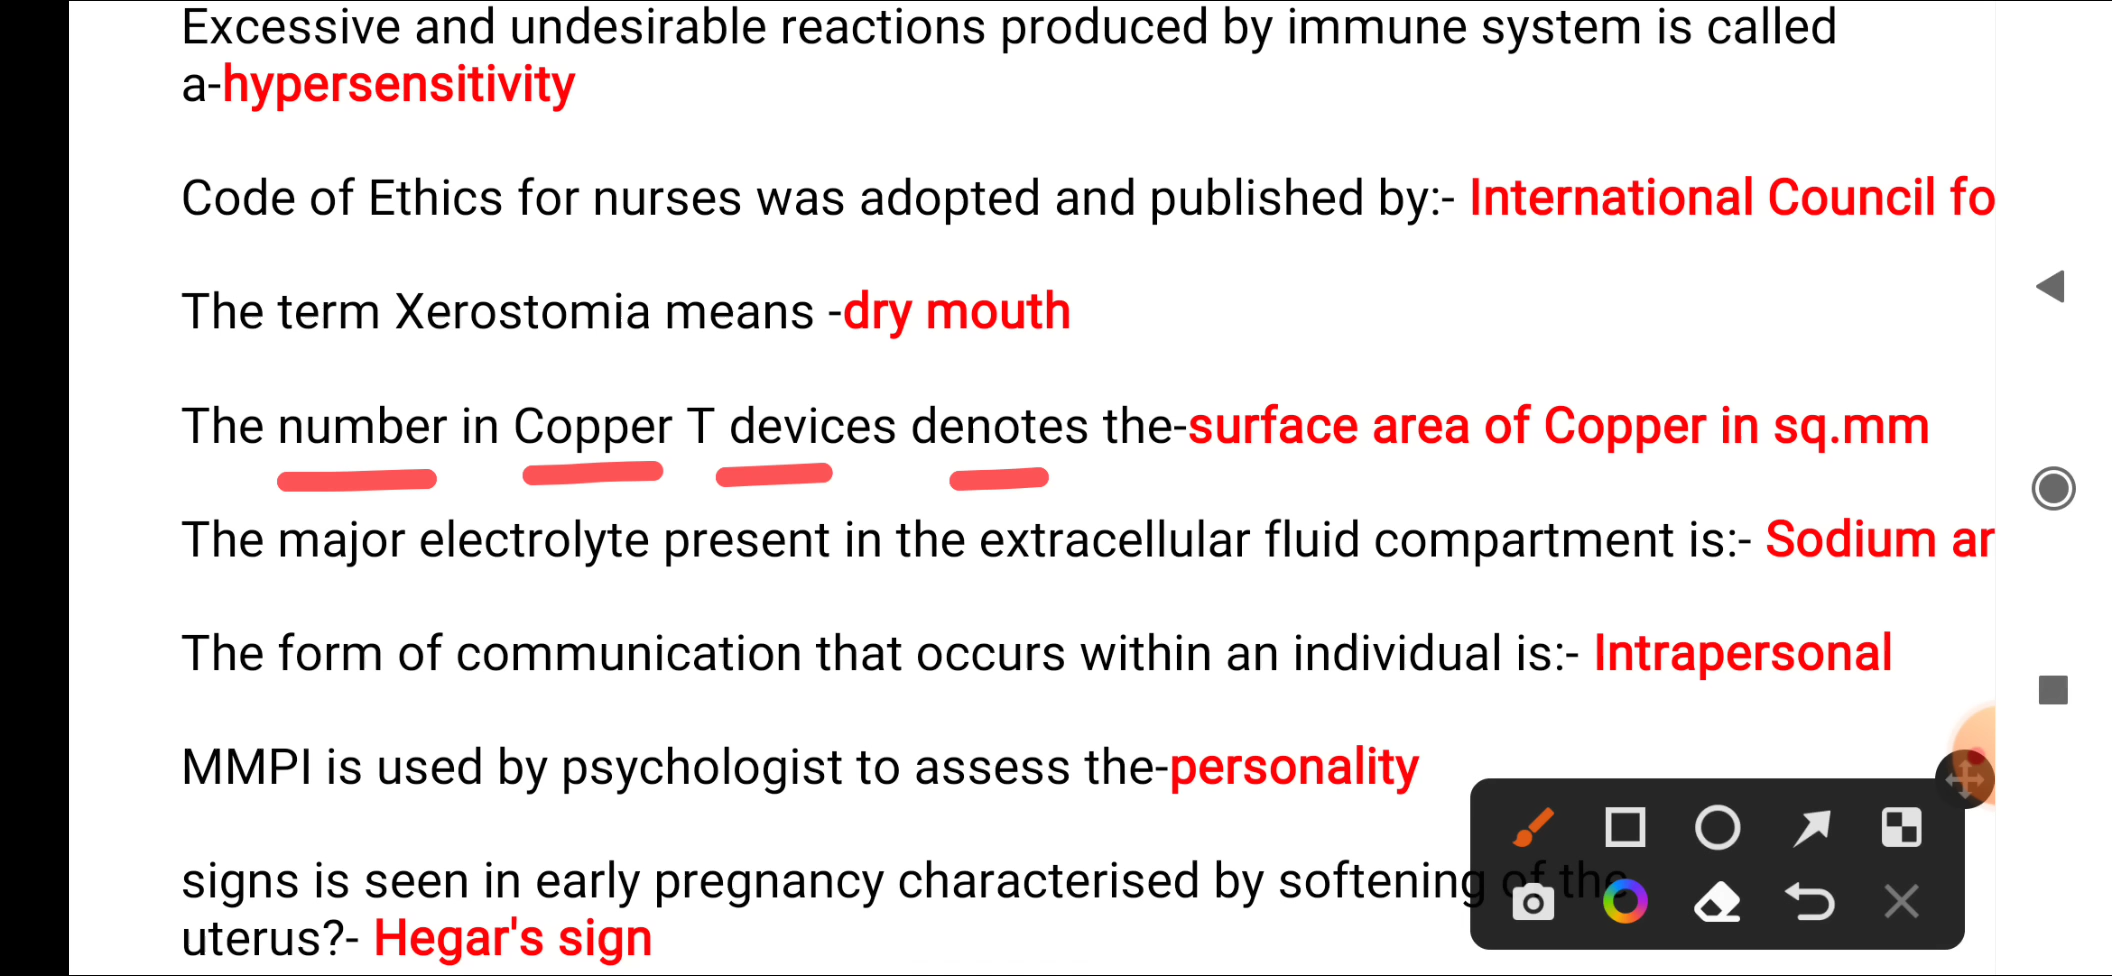 Excessive and undesirable reactions produced by immune system is called
a-hypersensitivity
Code of Ethics for nurses was adopted and published by:- International Council fo
The term Xerostomia means -dry mouth
The number in Copper T devices denotes the-surface area of Copper in sq.mm
The major electrolyte present in the extracellular fluid compartment is:- Sodium
The form of communication that occurs within an individual is:- Intrapersonal
MMPI is used by psychologist to assess the-personality
signs is seen in early pregnancy characterised by softening of the
uterus?- Hegar's sign